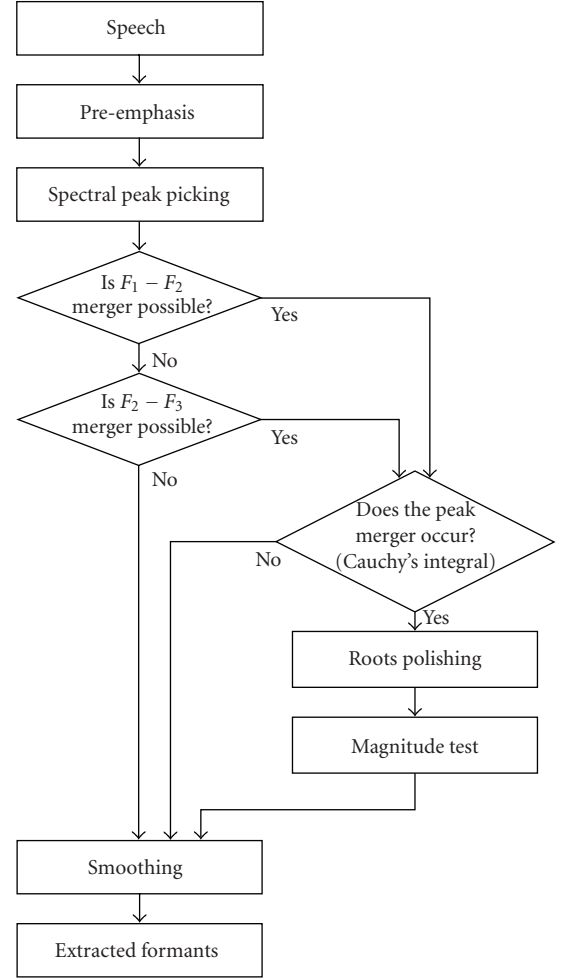 Speech
Pre-emphasis
Spectral peak picking
Is F₁ − F₂
merger possible?
Yes
No
Is F₂ − F₃
merger possible?
Yes
No
Does the peak
merger occur?
(Cauchy's integral)
No
Yes
Roots polishing
Magnitude test
Smoothing
Extracted formants